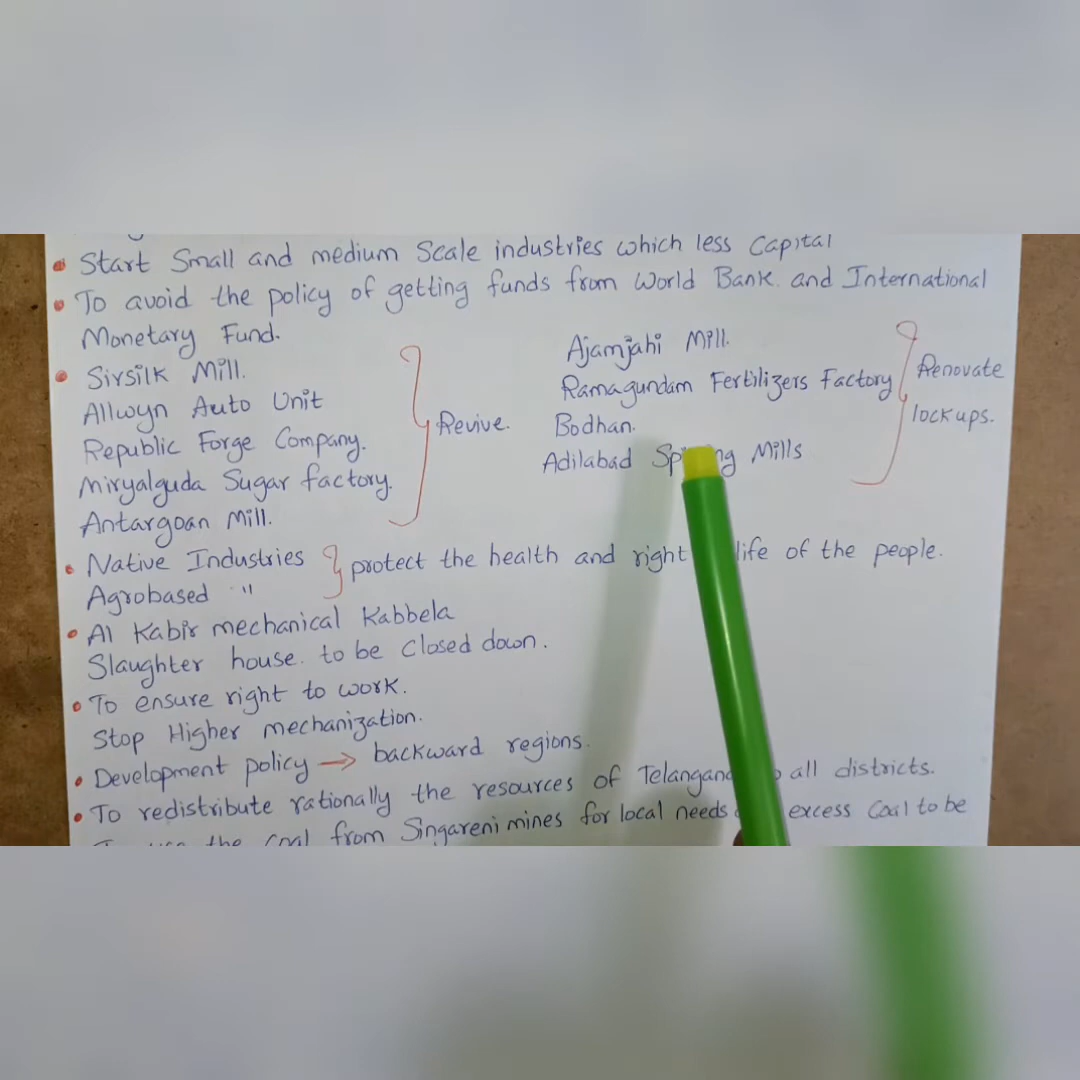 Start Small and medium Scale industries which less Capital
To avoid the policy of getting funds from World Bank. and International
Monetary Fund.
Sirsilk Mill.
Allwyn Auto Unit
Republic Forge Company.
Miryalguda Sugar factory.
Antargoan Mill.
Revive.
Ajamjahi Mill.
Ramagundam Fertilizers Factory
Bodhan.
Adilabad Mills
Renovate
lockups.
Native Industries
Agrobased "
protect the health and right life of the people.
Al Kabir mechanical Kabbela
Slaughter house. to be closed down.
To ensure right to work.
Stop Higher mechanization.
Development policy → backward regions.
To redistribute rationally the resources of all districts.
the coal from Singareni mines for local needs excess Coal to be